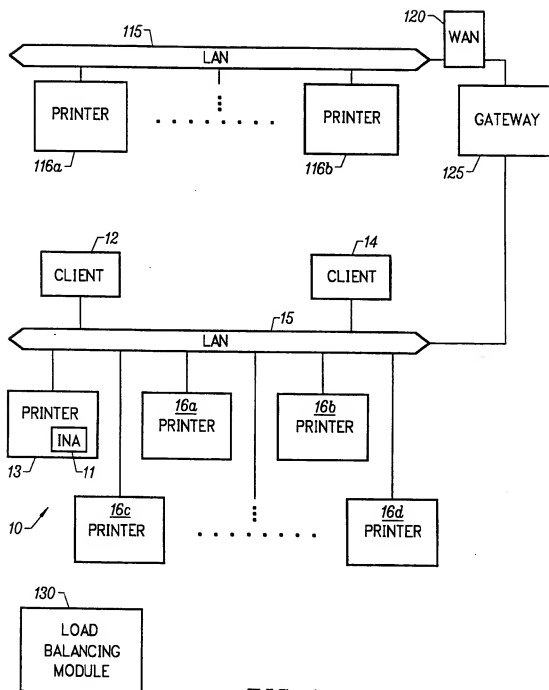 115
120
LAN
WAN
PRINTER
PRINTER
GATEWAY
116a
116b
125
12
14
CLIENT
CLIENT
15
LAN
PRINTER
INA
13
11
16a
PRINTER
16b
PRINTER
10
16c
PRINTER
16d
PRINTER
130
LOAD
BALANCING
MODULE